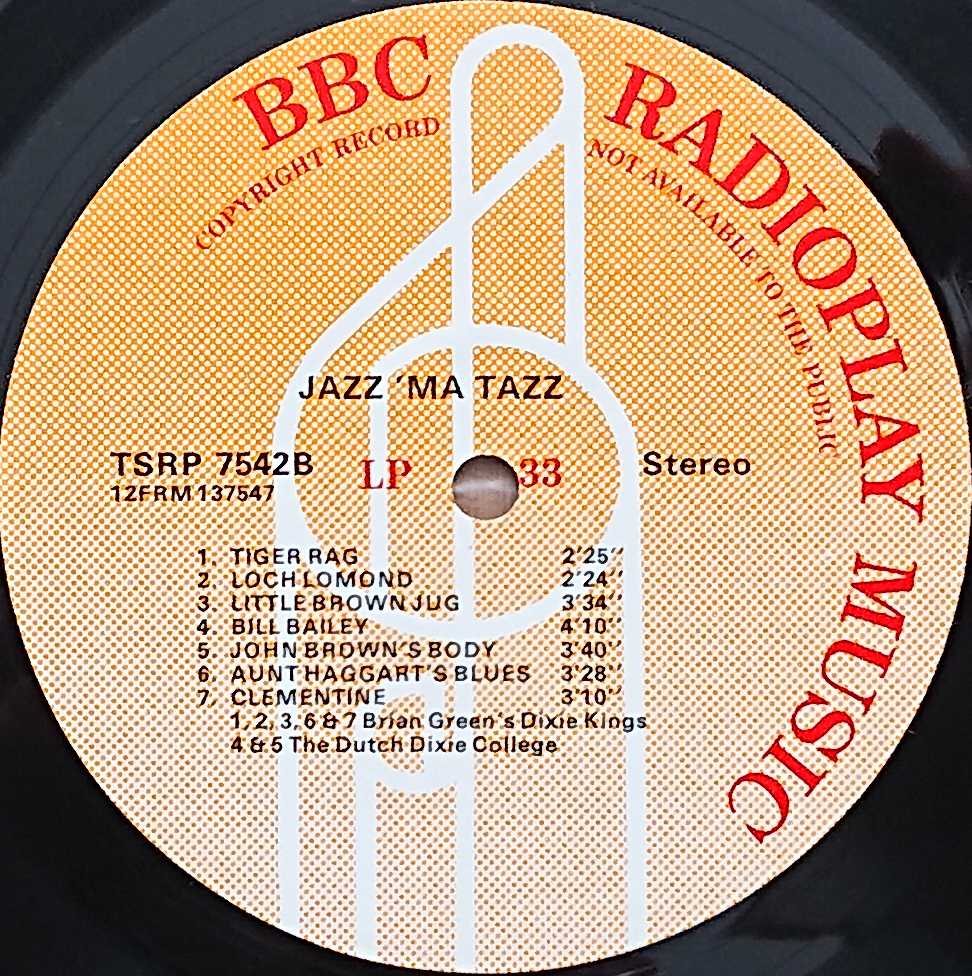 BBC RADIOPLAY MUSIC
COPYRIGHT RECORD NOT AVAILABLE TO THE PUBLIC
JAZZ 'MA TAZZ
TSRP 7542B LP 33 Stereo
12FRM137547
1. TIGER RAG 2'25"
2. LOCH LOMOND 2'24"
3. LITTLE BROWN JUG 3'34"
4. BILL BAILEY 4'10"
5. JOHN BROWN'S BODY 3'40"
6. AUNT HAGGART'S BLUES 3'28"
7. CLEMENTINE 3'10"
1, 2, 3, 6 & 7 Brian Green's Dixie Kings
4 & 5 The Dutch Dixie College